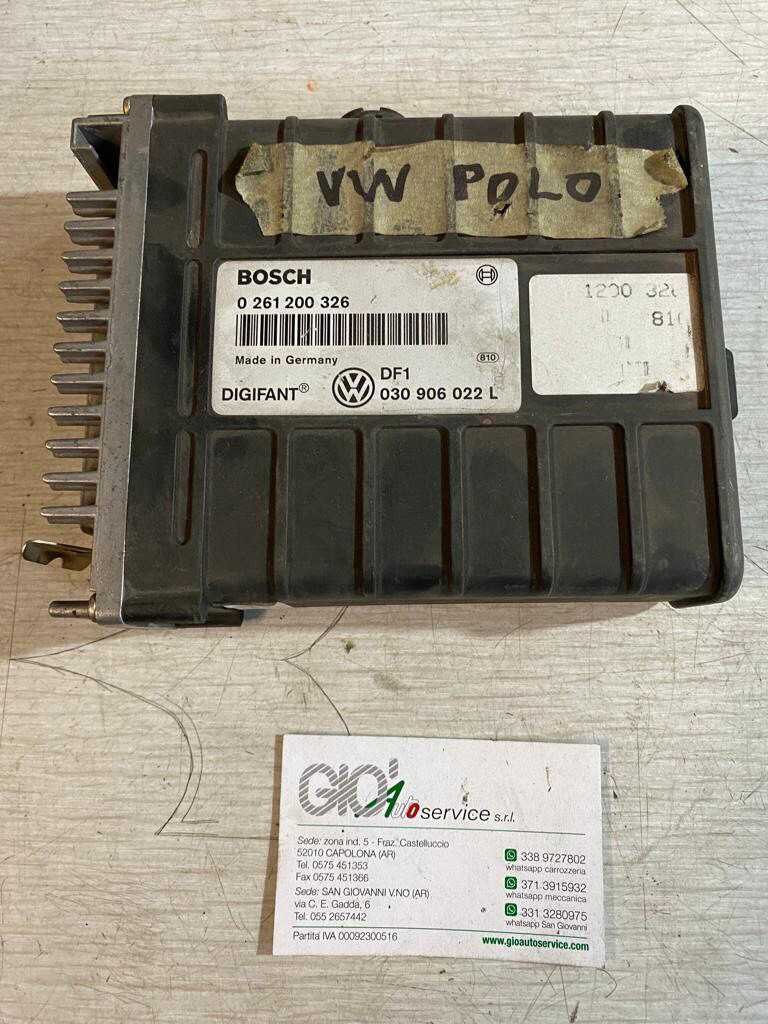 VW POLO
BOSCH
0 261 200 326
Made in Germany
810
DIGIFANT®
DF1
030 906 022 L
GIO' Autoservice s.r.l.
Sede: zona ind. 5 - Fraz. Castelluccio
52010 CAPOLONA (AR)
Tel. 0575 451353
Fax 0575 451366
Sede: SAN GIOVANNI V.NO (AR)
via C. E. Gadda, 6
Tel. 055 2657442
Partita IVA 00092300516
338 9727802
whatsapp carrozzeria
371 3915932
whatsapp meccanica
331 3280975
whatsapp San Giovanni
www.gioautoservice.com